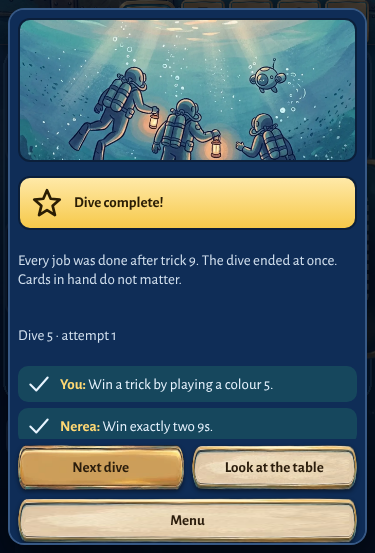 Dive complete!
Every job was done after trick 9. The dive ended at once.
Cards in hand do not matter.
Dive 5 · attempt 1
You: Win a trick by playing a colour 5.
Nerea: Win exactly two 9s.
Next dive
Look at the table
Menu